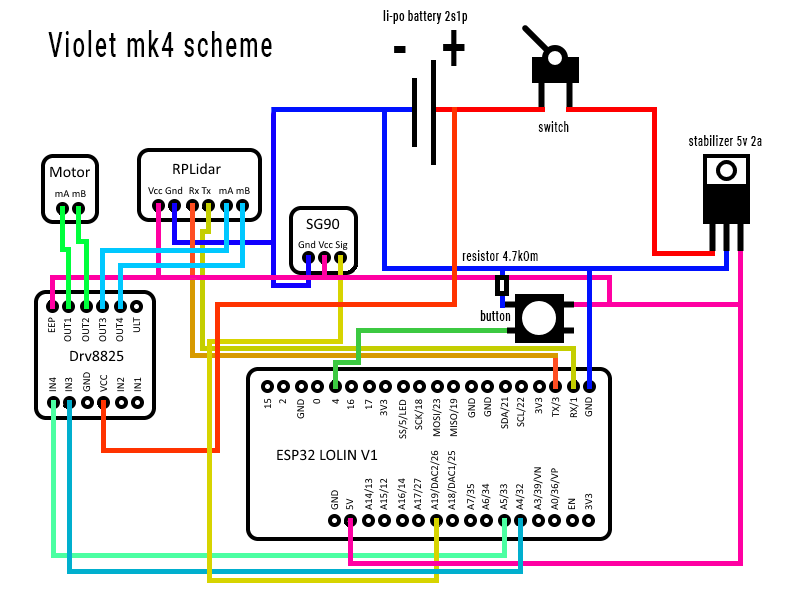 li-po battery 2s1p
- +
Violet mk4 scheme
switch
stabilizer 5v 2a
Motor
mA mB
RPLidar
Vcc Gnd Rx Tx mA mB
SG90
Gnd Vcc Sig
resistor 4.7kOm
button
EEP OUT1 OUT2 OUT3 OUT4 ULT
Drv8825
IN4 IN3 GND VCC IN2 IN1
15 2 GND 0 4 16 17 3V3 SS/5/LED SCK/18 MOSI/23 MISO/19 GND GND SDA/21 SCL/22 3V3 TX/3 RX/1 GND
ESP32 LOLIN V1
GND 5V A14/13 A15/12 A16/14 A17/27 A19/DAC2/26 A18/DAC1/25 A7/35 A6/34 A5/33 A4/32 A3/39/VN A0/36/VP EN 3V3